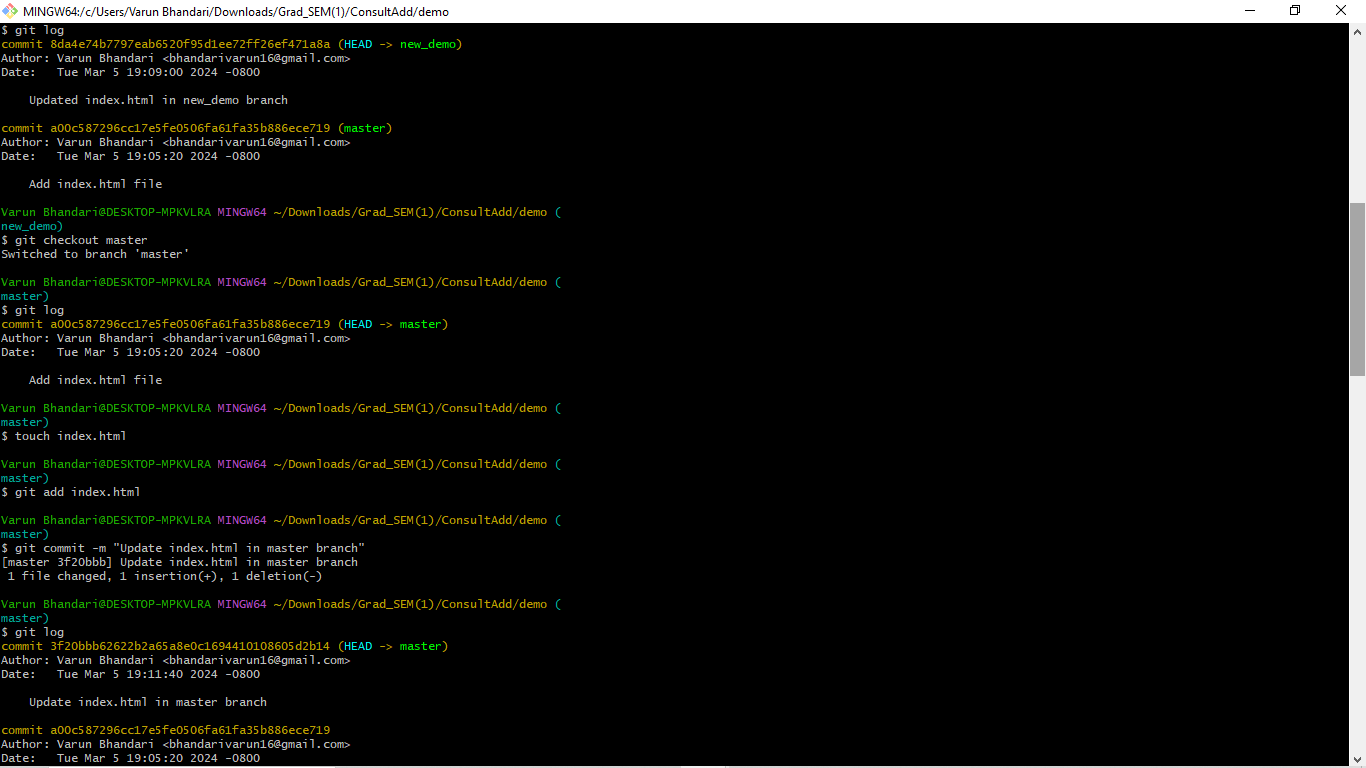 MINGW64:/c/Users/Varun Bhandari/Downloads/Grad_SEM(1)/ConsultAdd/demo
$ git log
commit 8da4e74b7797eab6520f95d1ee72ff26ef471a8a (HEAD -> new_demo)
Author: Varun Bhandari <bhandarivarun16@gmail.com>
Date:   Tue Mar 5 19:09:00 2024 -0800
    Updated index.html in new_demo branch
commit a00c587296cc17e5fe0506fa61fa35b886ece719 (master)
Author: Varun Bhandari <bhandarivarun16@gmail.com>
Date:   Tue Mar 5 19:05:20 2024 -0800
    Add index.html file
Varun Bhandari@DESKTOP-MPKVLRA MINGW64 ~/Downloads/Grad_SEM(1)/ConsultAdd/demo (
new_demo)
$ git checkout master
Switched to branch 'master'
Varun Bhandari@DESKTOP-MPKVLRA MINGW64 ~/Downloads/Grad_SEM(1)/ConsultAdd/demo (
master)
$ git log
commit a00c587296cc17e5fe0506fa61fa35b886ece719 (HEAD -> master)
Author: Varun Bhandari <bhandarivarun16@gmail.com>
Date:   Tue Mar 5 19:05:20 2024 -0800
    Add index.html file
Varun Bhandari@DESKTOP-MPKVLRA MINGW64 ~/Downloads/Grad_SEM(1)/ConsultAdd/demo (
master)
$ touch index.html
Varun Bhandari@DESKTOP-MPKVLRA MINGW64 ~/Downloads/Grad_SEM(1)/ConsultAdd/demo (
master)
$ git add index.html
Varun Bhandari@DESKTOP-MPKVLRA MINGW64 ~/Downloads/Grad_SEM(1)/ConsultAdd/demo (
master)
$ git commit -m "Update index.html in master branch"
[master 3f20bbb] Update index.html in master branch
 1 file changed, 1 insertion(+), 1 deletion(-)
Varun Bhandari@DESKTOP-MPKVLRA MINGW64 ~/Downloads/Grad_SEM(1)/ConsultAdd/demo (
master)
$ git log
commit 3f20bbb62622b2a65a8e0c1694410108605d2b14 (HEAD -> master)
Author: Varun Bhandari <bhandarivarun16@gmail.com>
Date:   Tue Mar 5 19:11:40 2024 -0800
    Update index.html in master branch
commit a00c587296cc17e5fe0506fa61fa35b886ece719
Author: Varun Bhandari <bhandarivarun16@gmail.com>
Date:   Tue Mar 5 19:05:20 2024 -0800